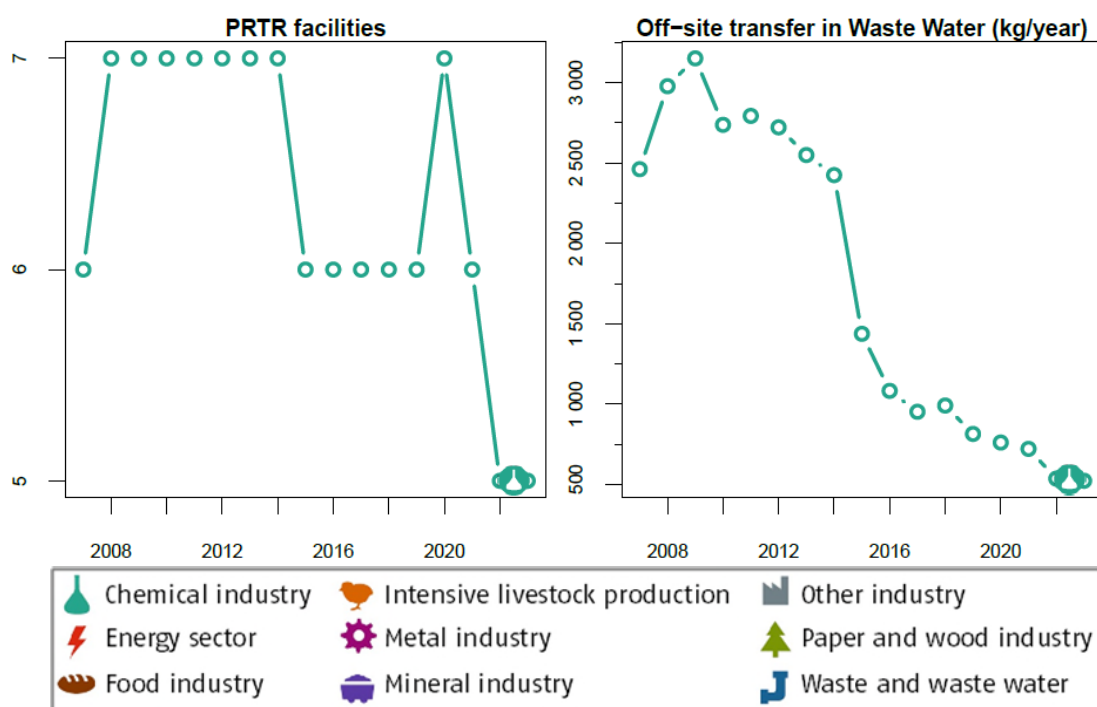 PRTR facilities
Off−site transfer in Waste Water (kg/year)
7
6
5
2008 2012 2016 2020
3 000
2 500
2 000
1 500
1 000
500
2008 2012 2016 2020
Chemical industry Intensive livestock production Other industry
Energy sector Metal industry Paper and wood industry
Food industry Mineral industry Waste and waste water